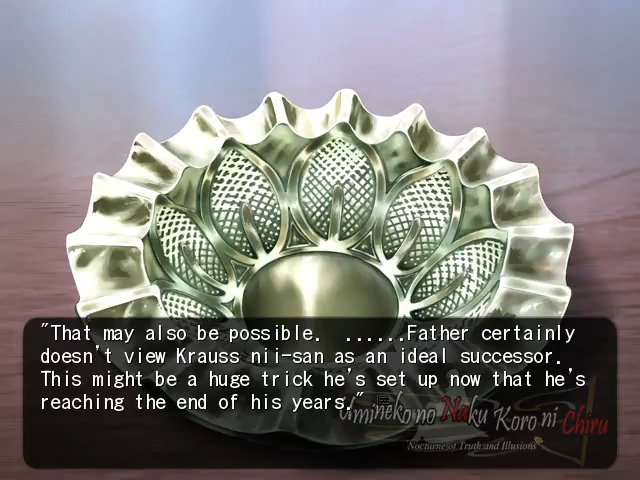 "That may also be possible.  ......Father certainly
doesn't view Krauss nii-san as an ideal successor.
This might be a huge trick he's set up now that he's
reaching the end of his years."
Umineko no Naku Koro ni Chiru
Nocturne of Truth and Illusions